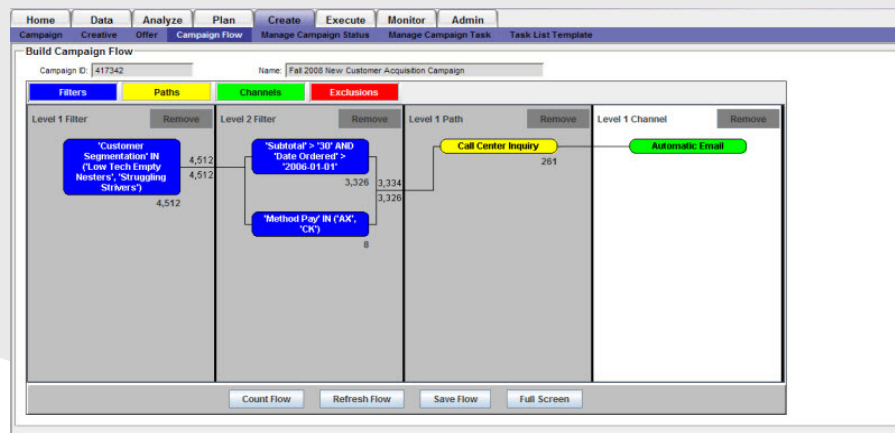 Home Data Analyze Plan Create Execute Monitor Admin
Campaign Creative Offer Campaign Flow Manage Campaign Status Manage Campaign Task Task List Template
Build Campaign Flow
Campaign ID: 417342 Name: Fall 2008 New Customer Acquisition Campaign
Filters Paths Channels Exclusions
Level 1 Filter Remove Level 2 Filter Remove Level 1 Path Remove Level 1 Channel Remove
'Customer
Segmentation' IN
('Low Tech Empty
Nesters', 'Struggling
Strivers')
4,512
4,512
4,512
'Subtotal' > '30' AND
'Date Ordered' >
'2006-01-01'
3,326
3,334
3,326
'Method Pay' IN ('AX',
'CK')
8
Call Center Inquiry
261
Automatic Email
Count Flow Refresh Flow Save Flow Full Screen